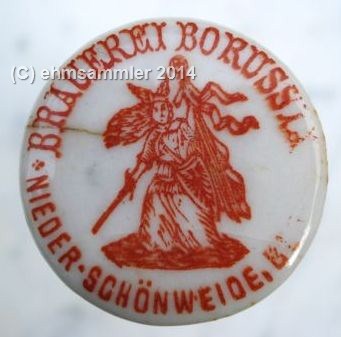 (C) ehmsammler 2014
BRAUEREI BORUSSIA
NIEDER-SCHÖNWEIDE,